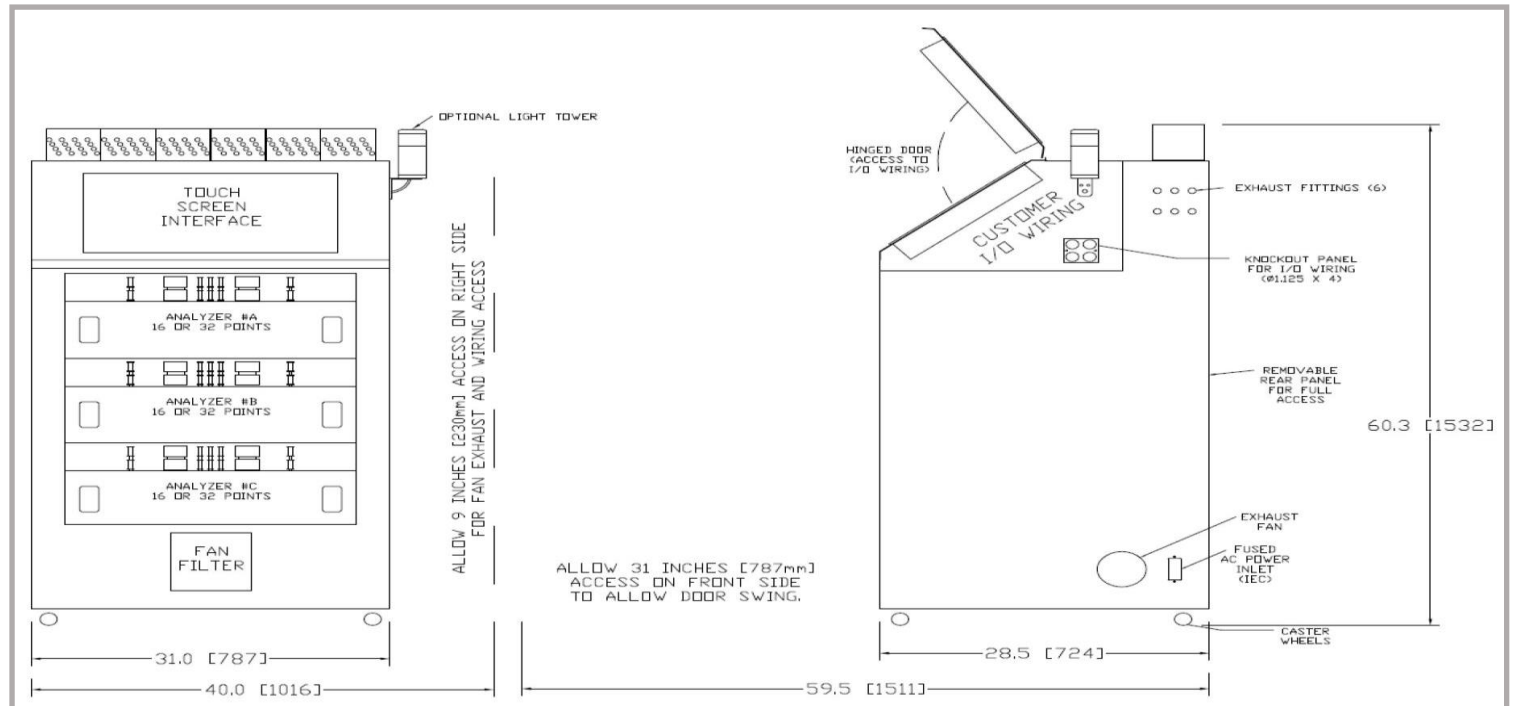 OPTIONAL LIGHT TOWER
TOUCH
SCREEN
INTERFACE
ANALYZER #A
16 OR 32 POINTS
ANALYZER #B
16 OR 32 POINTS
ANALYZER #C
16 OR 32 POINTS
FAN
FILTER
ALLOW 9 INCHES [230mm] ACCESS ON RIGHT SIDE
FOR FAN EXHAUST AND WIRING ACCESS
31.0 [787]
40.0 [1016]
ALLOW 31 INCHES [787mm]
ACCESS ON FRONT SIDE
TO ALLOW DOOR SWING.
HINGED DOOR
(ACCESS TO
I/O WIRING)
CUSTOMER
I/O WIRING
EXHAUST FITTINGS (6)
KNOCKOUT PANEL
FOR I/O WIRING
(Ø1.125 X 4)
REMOVABLE
REAR PANEL
FOR FULL
ACCESS
60.3 [1532]
EXHAUST
FAN
FUSED
AC POWER
INLET
(IEC)
CASTER
WHEELS
28.5 [724]
59.5 [1511]